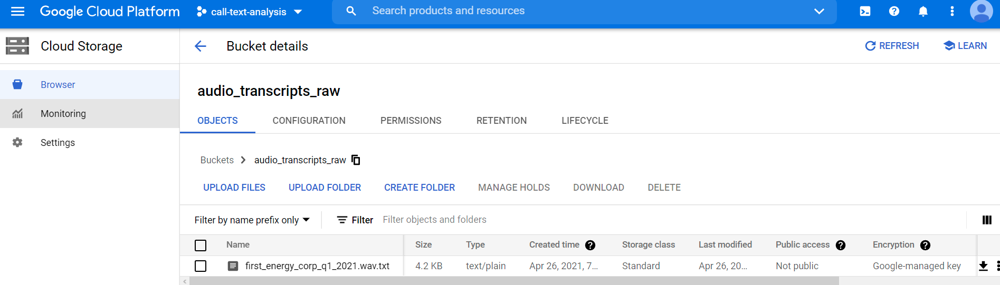 Google Cloud Platform call-text-analysis Search products and resources
Cloud Storage Bucket details REFRESH LEARN
Browser
Monitoring
Settings
audio_transcripts_raw
OBJECTS CONFIGURATION PERMISSIONS RETENTION LIFECYCLE
Buckets > audio_transcripts_raw
UPLOAD FILES UPLOAD FOLDER CREATE FOLDER MANAGE HOLDS DOWNLOAD DELETE
Filter by name prefix only Filter Filter objects and folders
Name Size Type Created time Storage class Last modified Public access Encryption
first_energy_corp_q1_2021.wav.txt 4.2 KB text/plain Apr 26, 2021, 7... Standard Apr 26, 20... Not public Google-managed key